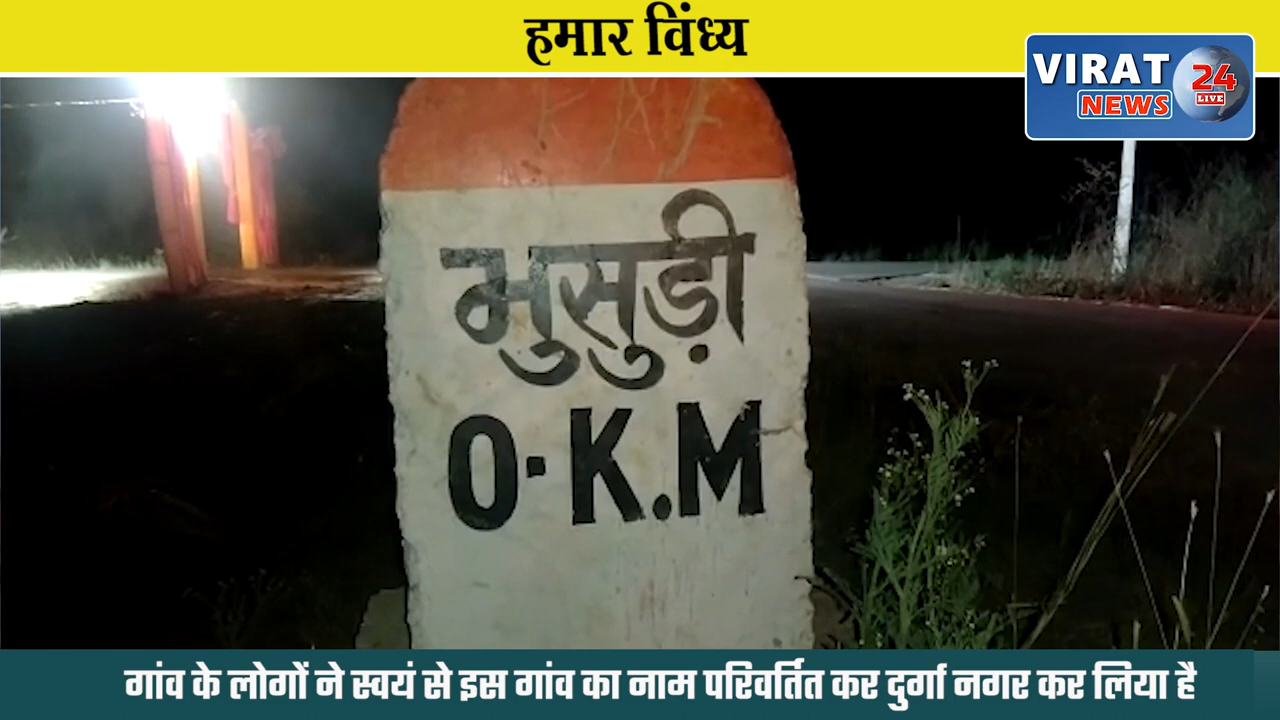 हमार विंध्य
VIRAT
24
NEWS
LIVE
मुसुड़ी
0.K.M
गांव के लोगों ने स्वयं से इस गांव का नाम परिवर्तित कर दुर्गा नगर कर लिया है